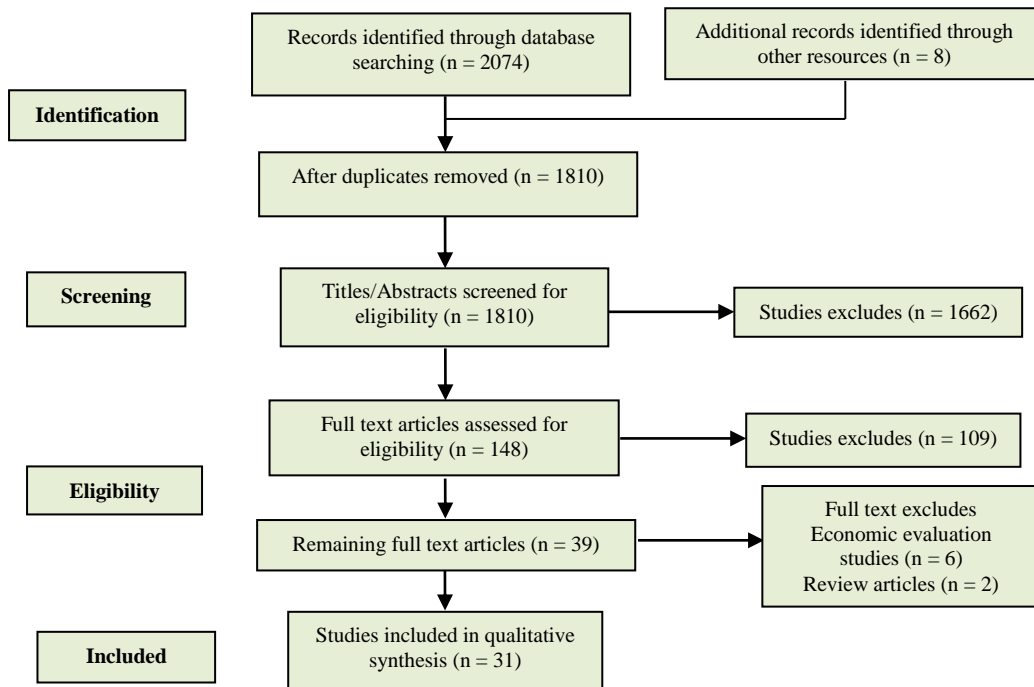 Records identified through database
searching (n = 2074)
Additional records identified through
other resources (n = 8)
Identification
After duplicates removed (n = 1810)
Screening
Titles/Abstracts screened for
eligibility (n = 1810)
Studies excludes (n = 1662)
Full text articles assessed for
eligibility (n = 148)
Studies excludes (n = 109)
Eligibility
Remaining full text articles (n = 39)
Full text excludes
Economic evaluation
studies (n = 6)
Review articles (n = 2)
Included
Studies included in qualitative
synthesis (n = 31)